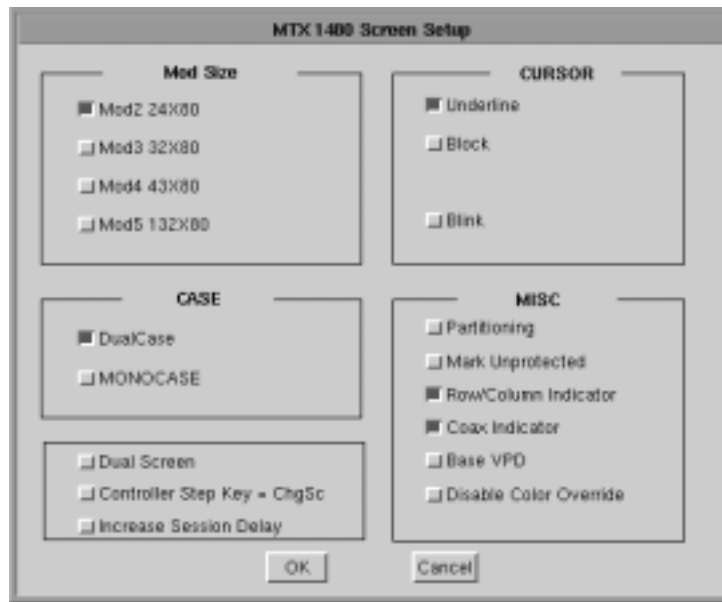 MTX 1480 Screen Setup
Mod Size
Mod2 24X80
Mod3 32X80
Mod4 43X80
Mod5 132X80
CURSOR
Underline
Block
Blink
CASE
DualCase
MONOCASE
MISC
Partitioning
Mark Unprotected
Row/Column Indicator
Coax Indicator
Base VPD
Disable Color Override
Dual Screen
Controller Step Key = ChgSc
Increase Session Delay
OK
Cancel